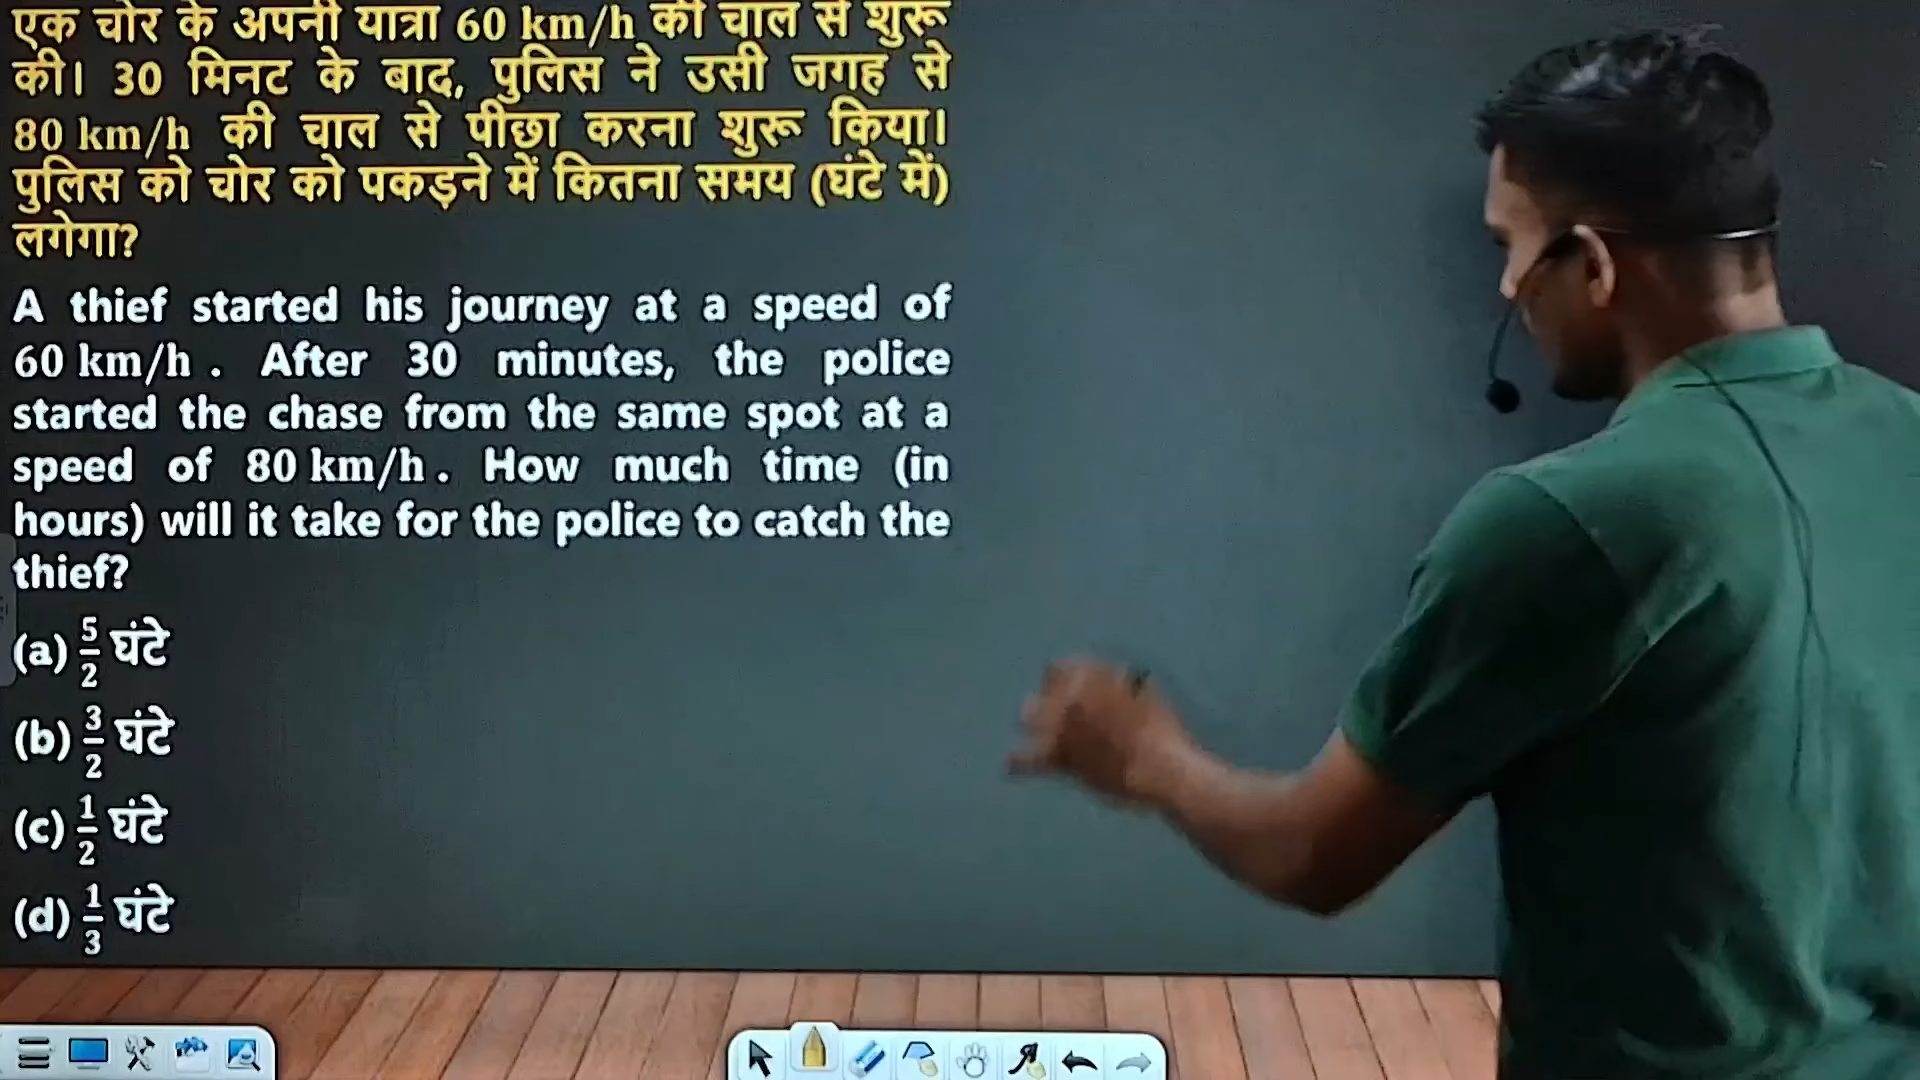 एक चोर के अपनी यात्रा 60 km/h की चाल से शुरू
की। 30 मिनट के बाद, पुलिस ने उसी जगह से
80 km/h की चाल से पीछा करना शुरू किया।
पुलिस को चोर को पकड़ने में कितना समय (घंटे में)
लगेगा?
A thief started his journey at a speed of
60 km/h . After 30 minutes, the police
started the chase from the same spot at a
speed of 80 km/h . How much time (in
hours) will it take for the police to catch the
thief?
(a) 5/2 घंटे
(b) 3/2 घंटे
(c) 1/2 घंटे
(d) 1/3 घंटे